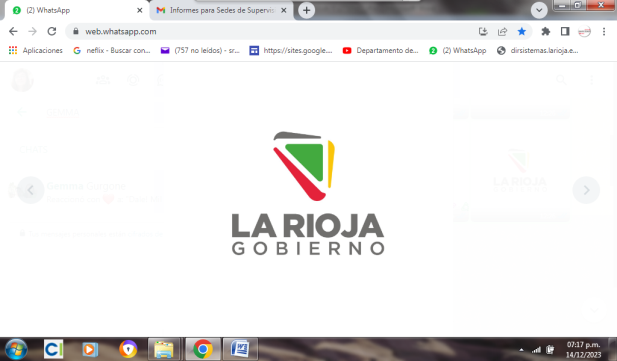 (2) WhatsApp
Informes para Sedes de Supervis
web.whatsapp.com
Aplicaciones
neflix - Buscar con...
(757 no leídos) - sr...
https://sites.google....
Departamento de...
(2) WhatsApp
dirsistemas.larioja.e...
LA RIOJA
GOBIERNO
07:17 p.m.
14/12/2023